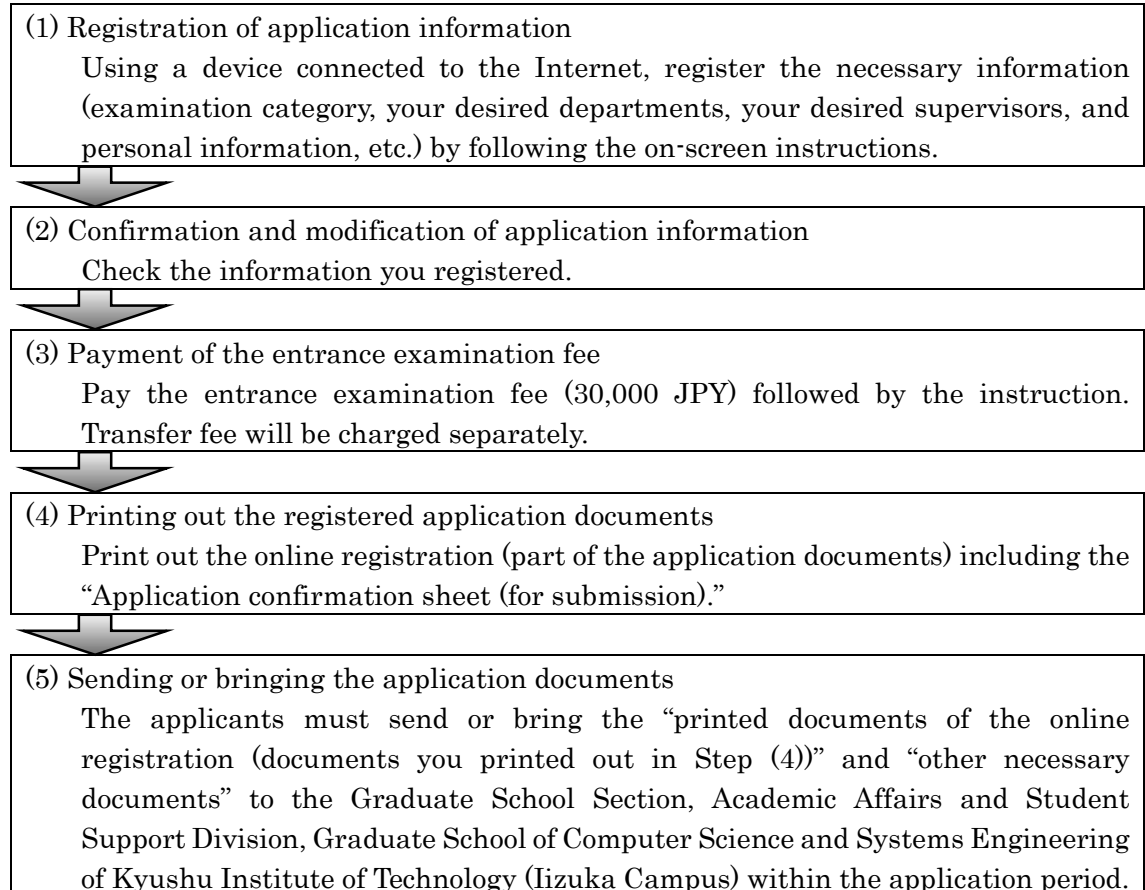 (1) Registration of application information
Using a device connected to the Internet, register the necessary information
(examination category, your desired departments, your desired supervisors, and
personal information, etc.) by following the on-screen instructions.
(2) Confirmation and modification of application information
Check the information you registered.
(3) Payment of the entrance examination fee
Pay the entrance examination fee (30,000 JPY) followed by the instruction.
Transfer fee will be charged separately.
(4) Printing out the registered application documents
Print out the online registration (part of the application documents) including the
“Application confirmation sheet (for submission).”
(5) Sending or bringing the application documents
The applicants must send or bring the “printed documents of the online
registration (documents you printed out in Step (4))” and “other necessary
documents” to the Graduate School Section, Academic Affairs and Student
Support Division, Graduate School of Computer Science and Systems Engineering
of Kyushu Institute of Technology (Iizuka Campus) within the application period.